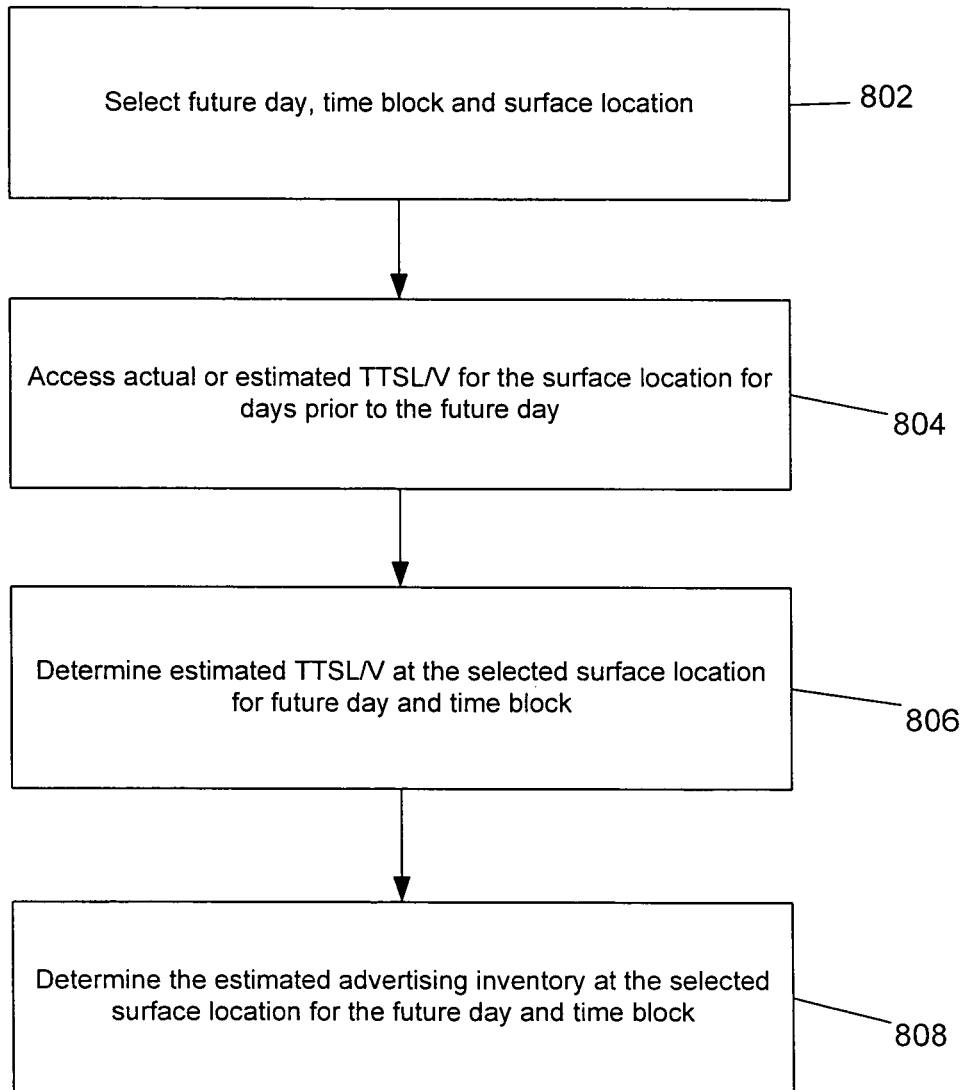 Select future day, time block and surface location
802
Access actual or estimated TTSL/V for the surface location for
days prior to the future day
804
Determine estimated TTSL/V at the selected surface location
for future day and time block
806
Determine the estimated advertising inventory at the selected
surface location for the future day and time block
808